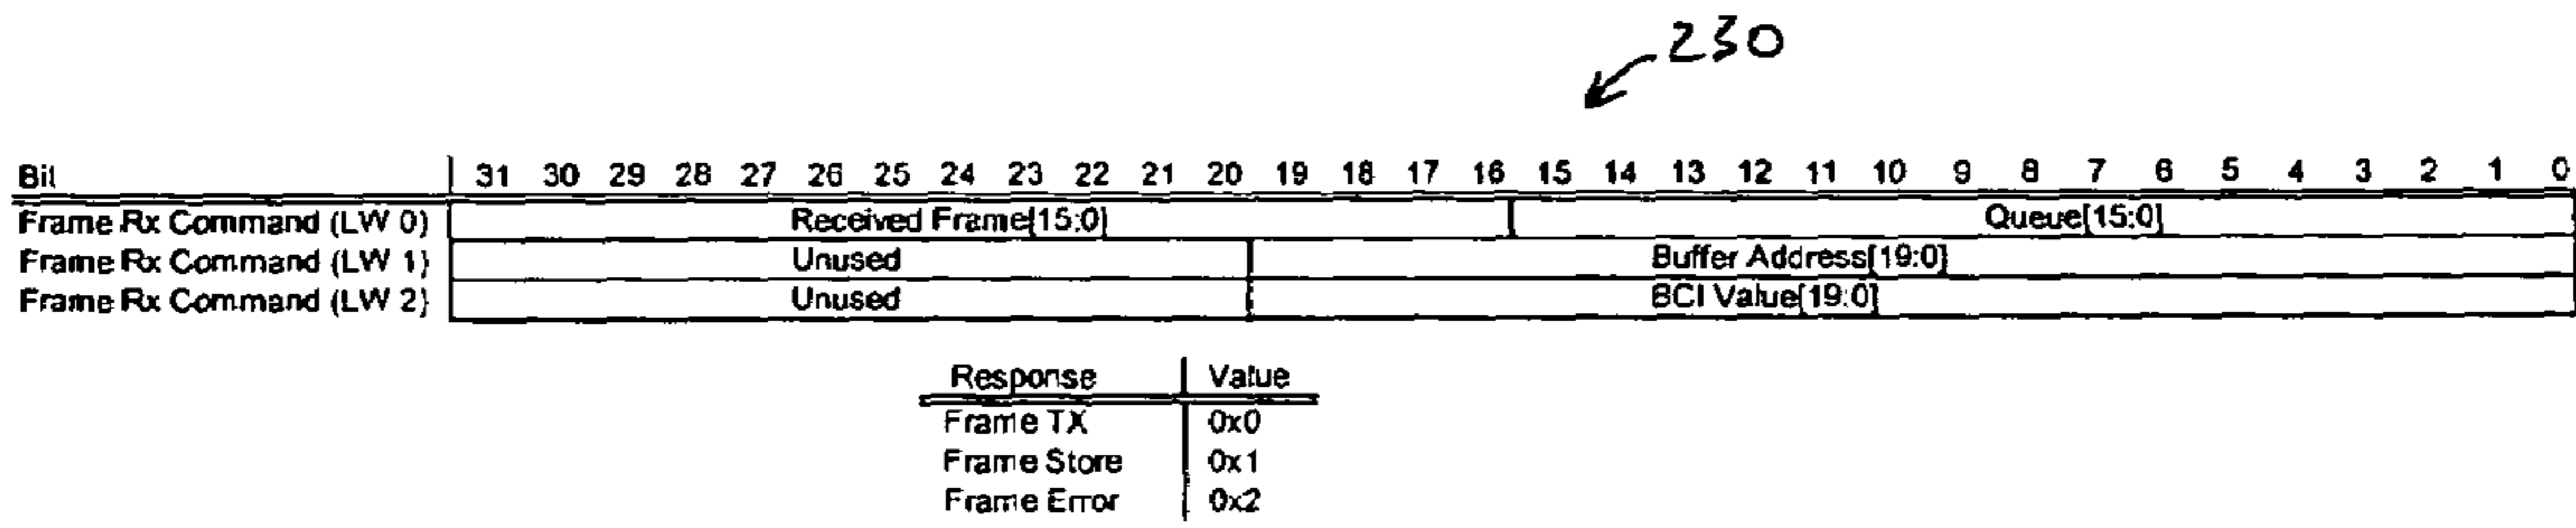 230
Bit 31 30 29 28 27 26 25 24 23 22 21 20 19 18 17 16 15 14 13 12 11 10 9 8 7 6 5 4 3 2 1 0
Frame Rx Command (LW 0) Received Frame[15:0] Queue[15:0]
Frame Rx Command (LW 1) Unused Buffer Address[19:0]
Frame Rx Command (LW 2) Unused BCI Value[19:0]
Response Value
Frame TX 0x0
Frame Store 0x1
Frame Error 0x2